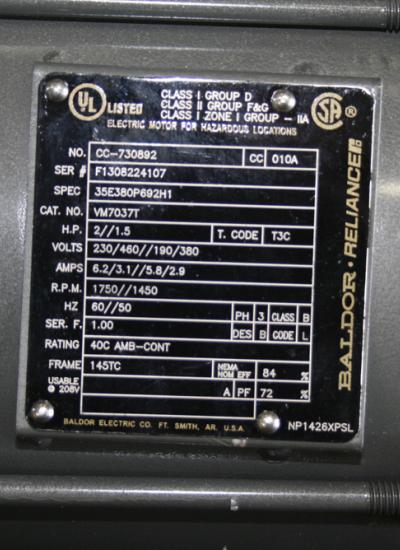 UL LISTED
CLASS I GROUP D
CLASS II GROUP F&G
CLASS I ZONE I GROUP - IIA
ELECTRIC MOTOR FOR HAZARDOUS LOCATIONS
SA ®
NO. CC-730892 CC 010A
SER # F1308224107
SPEC 35E380P692H1
CAT. NO. VM7037T
H.P. 2//1.5 T. CODE T3C
VOLTS 230/460//190/380
AMPS 6.2/3.1//5.8/2.9
R.P.M. 1750//1450
HZ 60//50 PH 3 CLASS B
SER. F. 1.00 DES B CODE L
RATING 40C AMB-CONT
FRAME 145TC NEMA NOM EFF 84 %
USABLE @ 208V A PF 72 %
BALDOR ELECTRIC CO. FT. SMITH, AR. U.S.A.
NP1426XPSL
BALDOR · RELIANCE